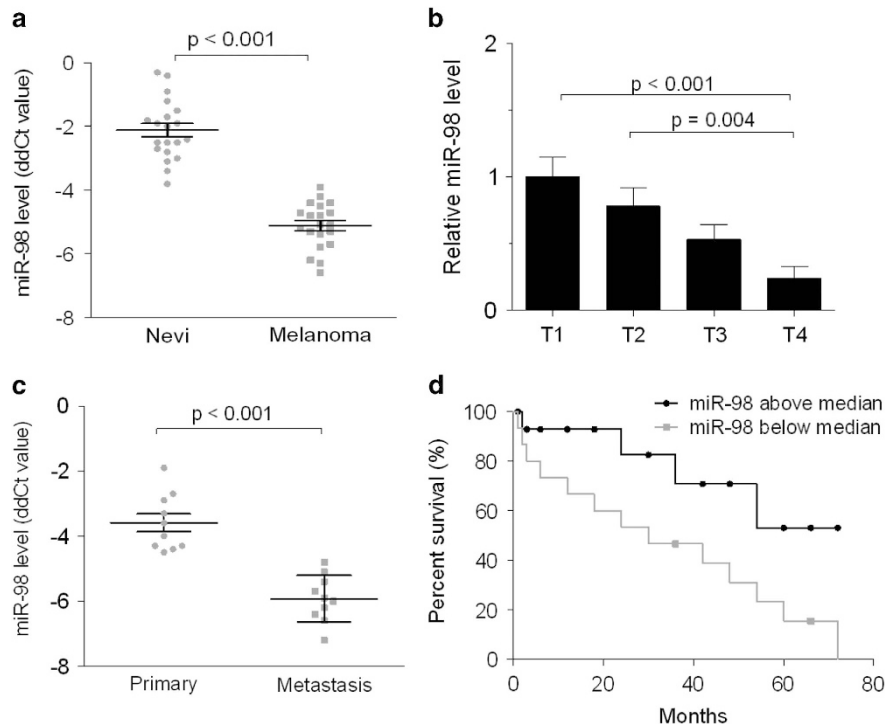 a
p < 0.001
miR-98 level (ddCt value)
0
-2
-4
-6
-8
Nevi
Melanoma
b
Relative miR-98 level
2
1
0
p < 0.001
p = 0.004
T1
T2
T3
T4
c
p < 0.001
miR-98 level (ddCt value)
0
-2
-4
-6
-8
Primary
Metastasis
d
miR-98 above median
miR-98 below median
Percent survival (%)
100
80
60
40
20
0
0
20
40
60
80
Months